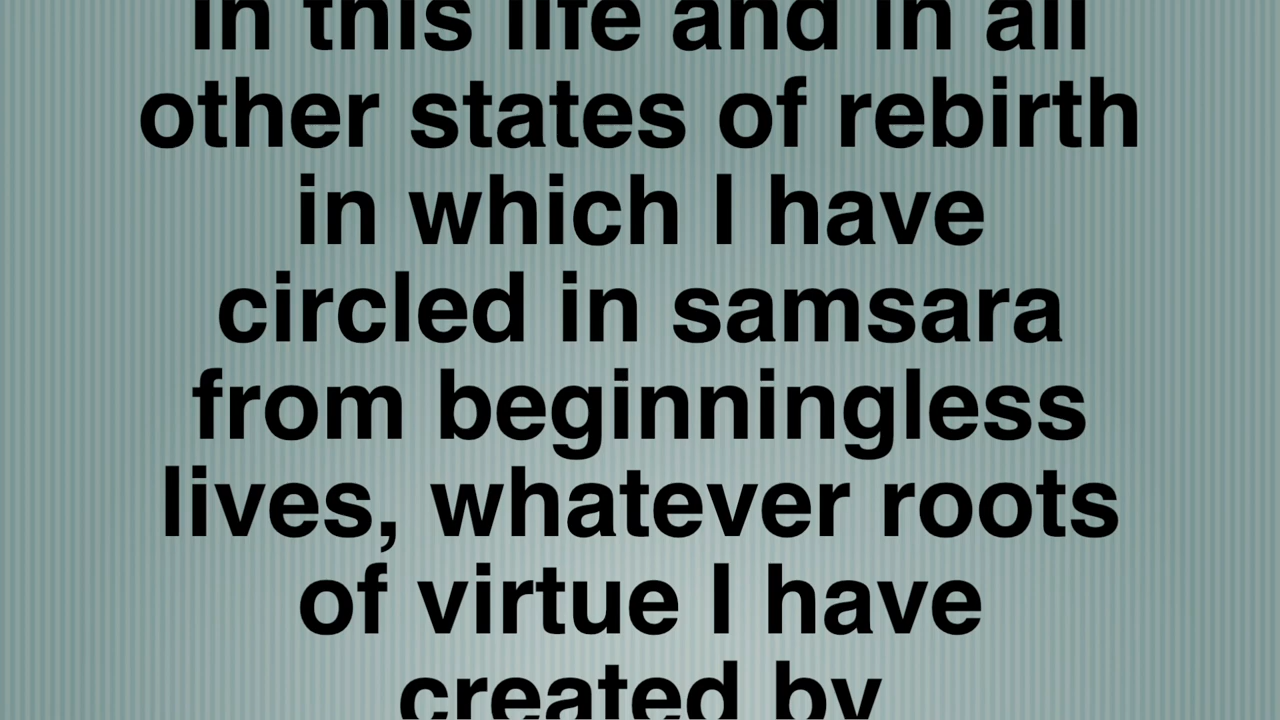 in this life and in all
other states of rebirth
in which I have
circled in samsara
from beginningless
lives, whatever roots
of virtue I have
created by